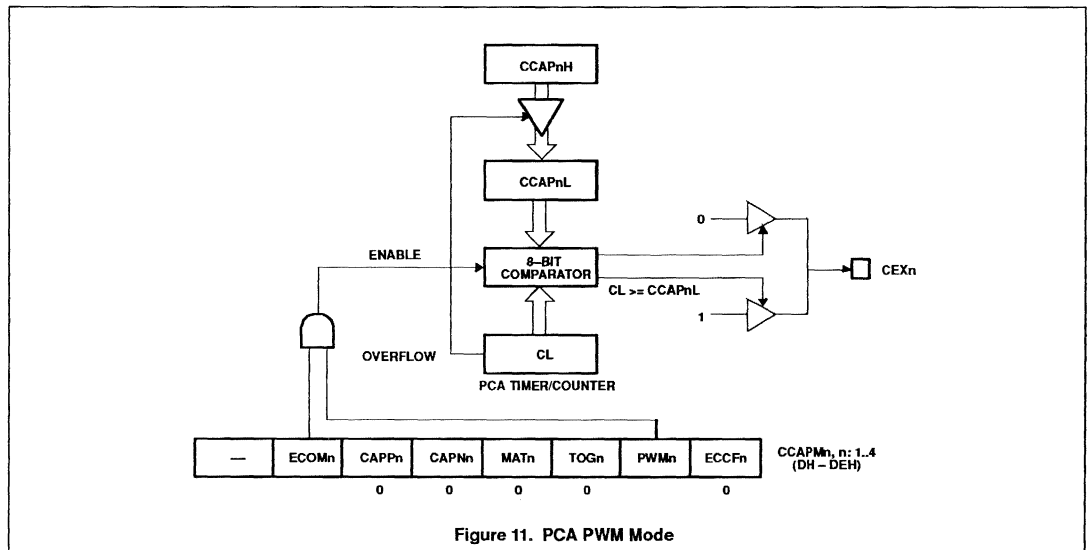 CCAPnH
CCAPnL
0
ENABLE
8–BIT
COMPARATOR
CEXn
CL >= CCAPnL
1
OVERFLOW
CL
PCA TIMER/COUNTER
— ECOMn CAPPn CAPNn MATn TOGn PWMn ECCFn
CCAPMn, n: 1..4
(DH – DEH)
0 0 0 0 0
Figure 11. PCA PWM Mode